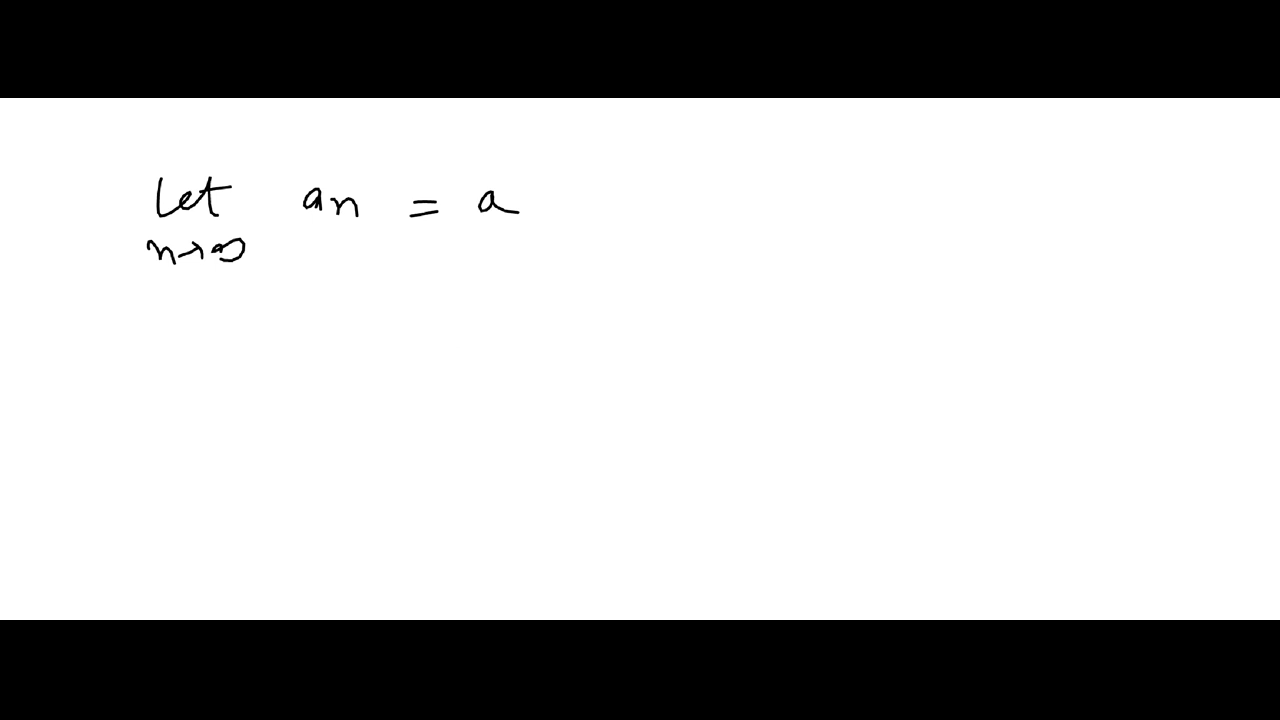 Let an = a
n→∞